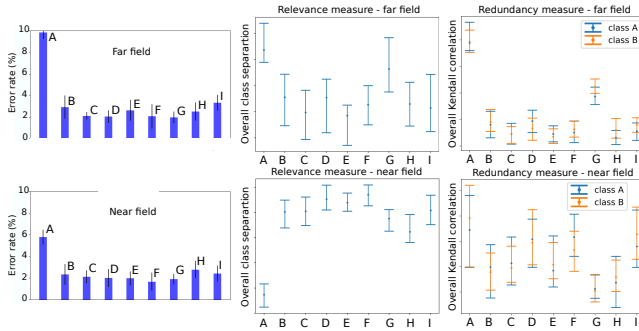 Relevance measure - far field
Redundancy measure - far field
Error rate (%)
10
8
6
4
2
0
Far field
A
B
C
D
E
F
G
H
I
Overall class separartion
A B C D E F G H I
Overall Kendall correlation
class A
class B
A B C D E F G H I
Relevance measure - near field
Redundancy measure - near field
Error rate (%)
10
8
6
4
2
0
Near field
A
B
C
D
E
F
G
H
I
Overall class separartion
A B C D E F G H I
Overall Kendall correlation
class A
class B
A B C D E F G H I